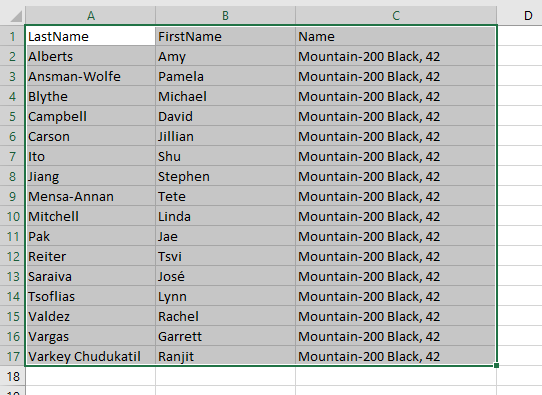 A B C D
1 LastName FirstName Name
2 Alberts Amy Mountain-200 Black, 42
3 Ansman-Wolfe Pamela Mountain-200 Black, 42
4 Blythe Michael Mountain-200 Black, 42
5 Campbell David Mountain-200 Black, 42
6 Carson Jillian Mountain-200 Black, 42
7 Ito Shu Mountain-200 Black, 42
8 Jiang Stephen Mountain-200 Black, 42
9 Mensa-Annan Tete Mountain-200 Black, 42
10 Mitchell Linda Mountain-200 Black, 42
11 Pak Jae Mountain-200 Black, 42
12 Reiter Tsvi Mountain-200 Black, 42
13 Saraiva José Mountain-200 Black, 42
14 Tsoflias Lynn Mountain-200 Black, 42
15 Valdez Rachel Mountain-200 Black, 42
16 Vargas Garrett Mountain-200 Black, 42
17 Varkey Chudukatil Ranjit Mountain-200 Black, 42
18